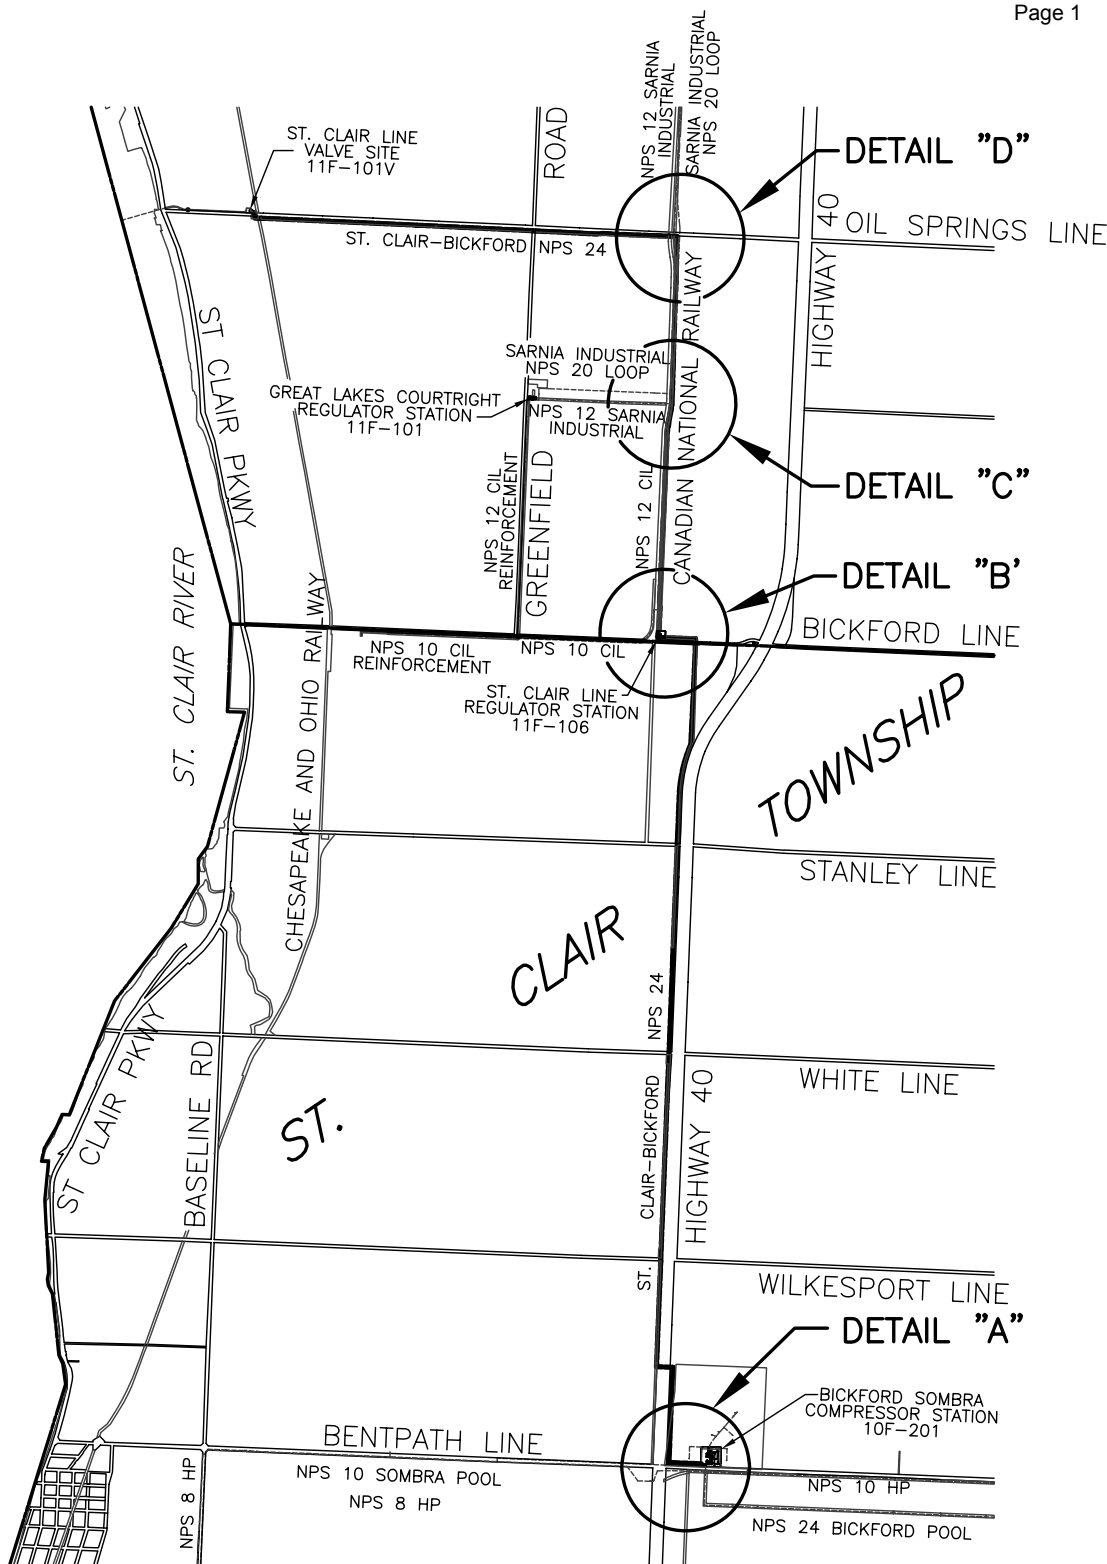 Page 1
NPS 12 SARNIA
INDUSTRIAL
SARNIA INDUSTRIAL
NPS 20 LOOP
ST. CLAIR LINE
VALVE SITE
11F-101V
ROAD
DETAIL "D"
HIGHWAY 40
OIL SPRINGS LINE
ST. CLAIR-BICKFORD NPS 24
ST CLAIR PKWY
CANADIAN NATIONAL RAILWAY
SARNIA INDUSTRIAL
NPS 20 LOOP
GREAT LAKES COURTRIGHT
REGULATOR STATION
11F-101
NPS 12 SARNIA
INDUSTRIAL
DETAIL "C"
NPS 12 CIL
REINFORCEMENT
GREENFIELD
NPS 12 CIL
DETAIL "B'
ST. CLAIR RIVER
BICKFORD LINE
NPS 10 CIL
REINFORCEMENT
NPS 10 CIL
ST. CLAIR LINE
REGULATOR STATION
11F-106
CHESAPEAKE AND OHIO RAILWAY
TOWNSHIP
STANLEY LINE
CLAIR
NPS 24
ST CLAIR PKWY
BASELINE RD
WHITE LINE
HIGHWAY 40
ST.
CLAIR-BICKFORD
ST.
WILKESPORT LINE
DETAIL "A"
BICKFORD SOMBRA
COMPRESSOR STATION
10F-201
BENTPATH LINE
NPS 10 SOMBRA POOL
NPS 8 HP
NPS 8 HP
NPS 10 HP
NPS 24 BICKFORD POOL